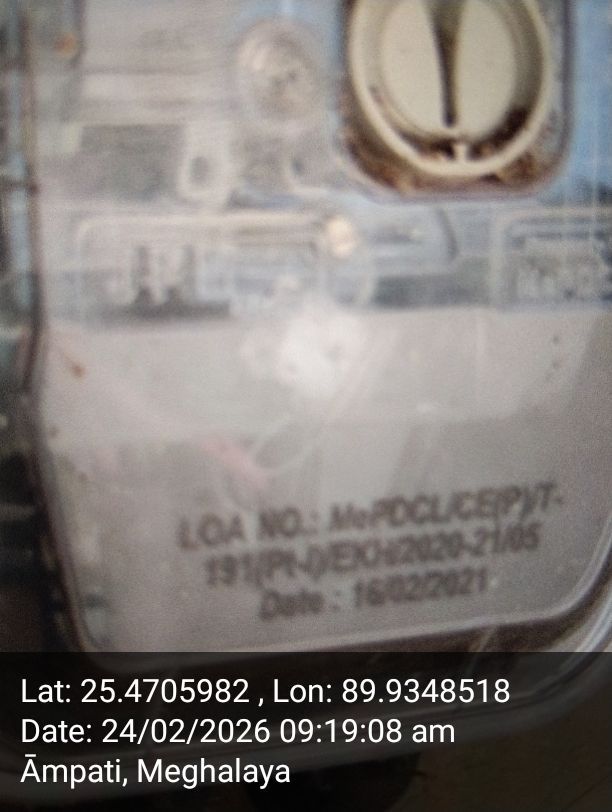 LOA NO.: MePDCL/CE(P)/T-
191(Pt-I)/EKH/2020-21/05
Date : 16/02/2021
Lat: 25.4705982 , Lon: 89.9348518
Date: 24/02/2026 09:19:08 am
Āmpati, Meghalaya